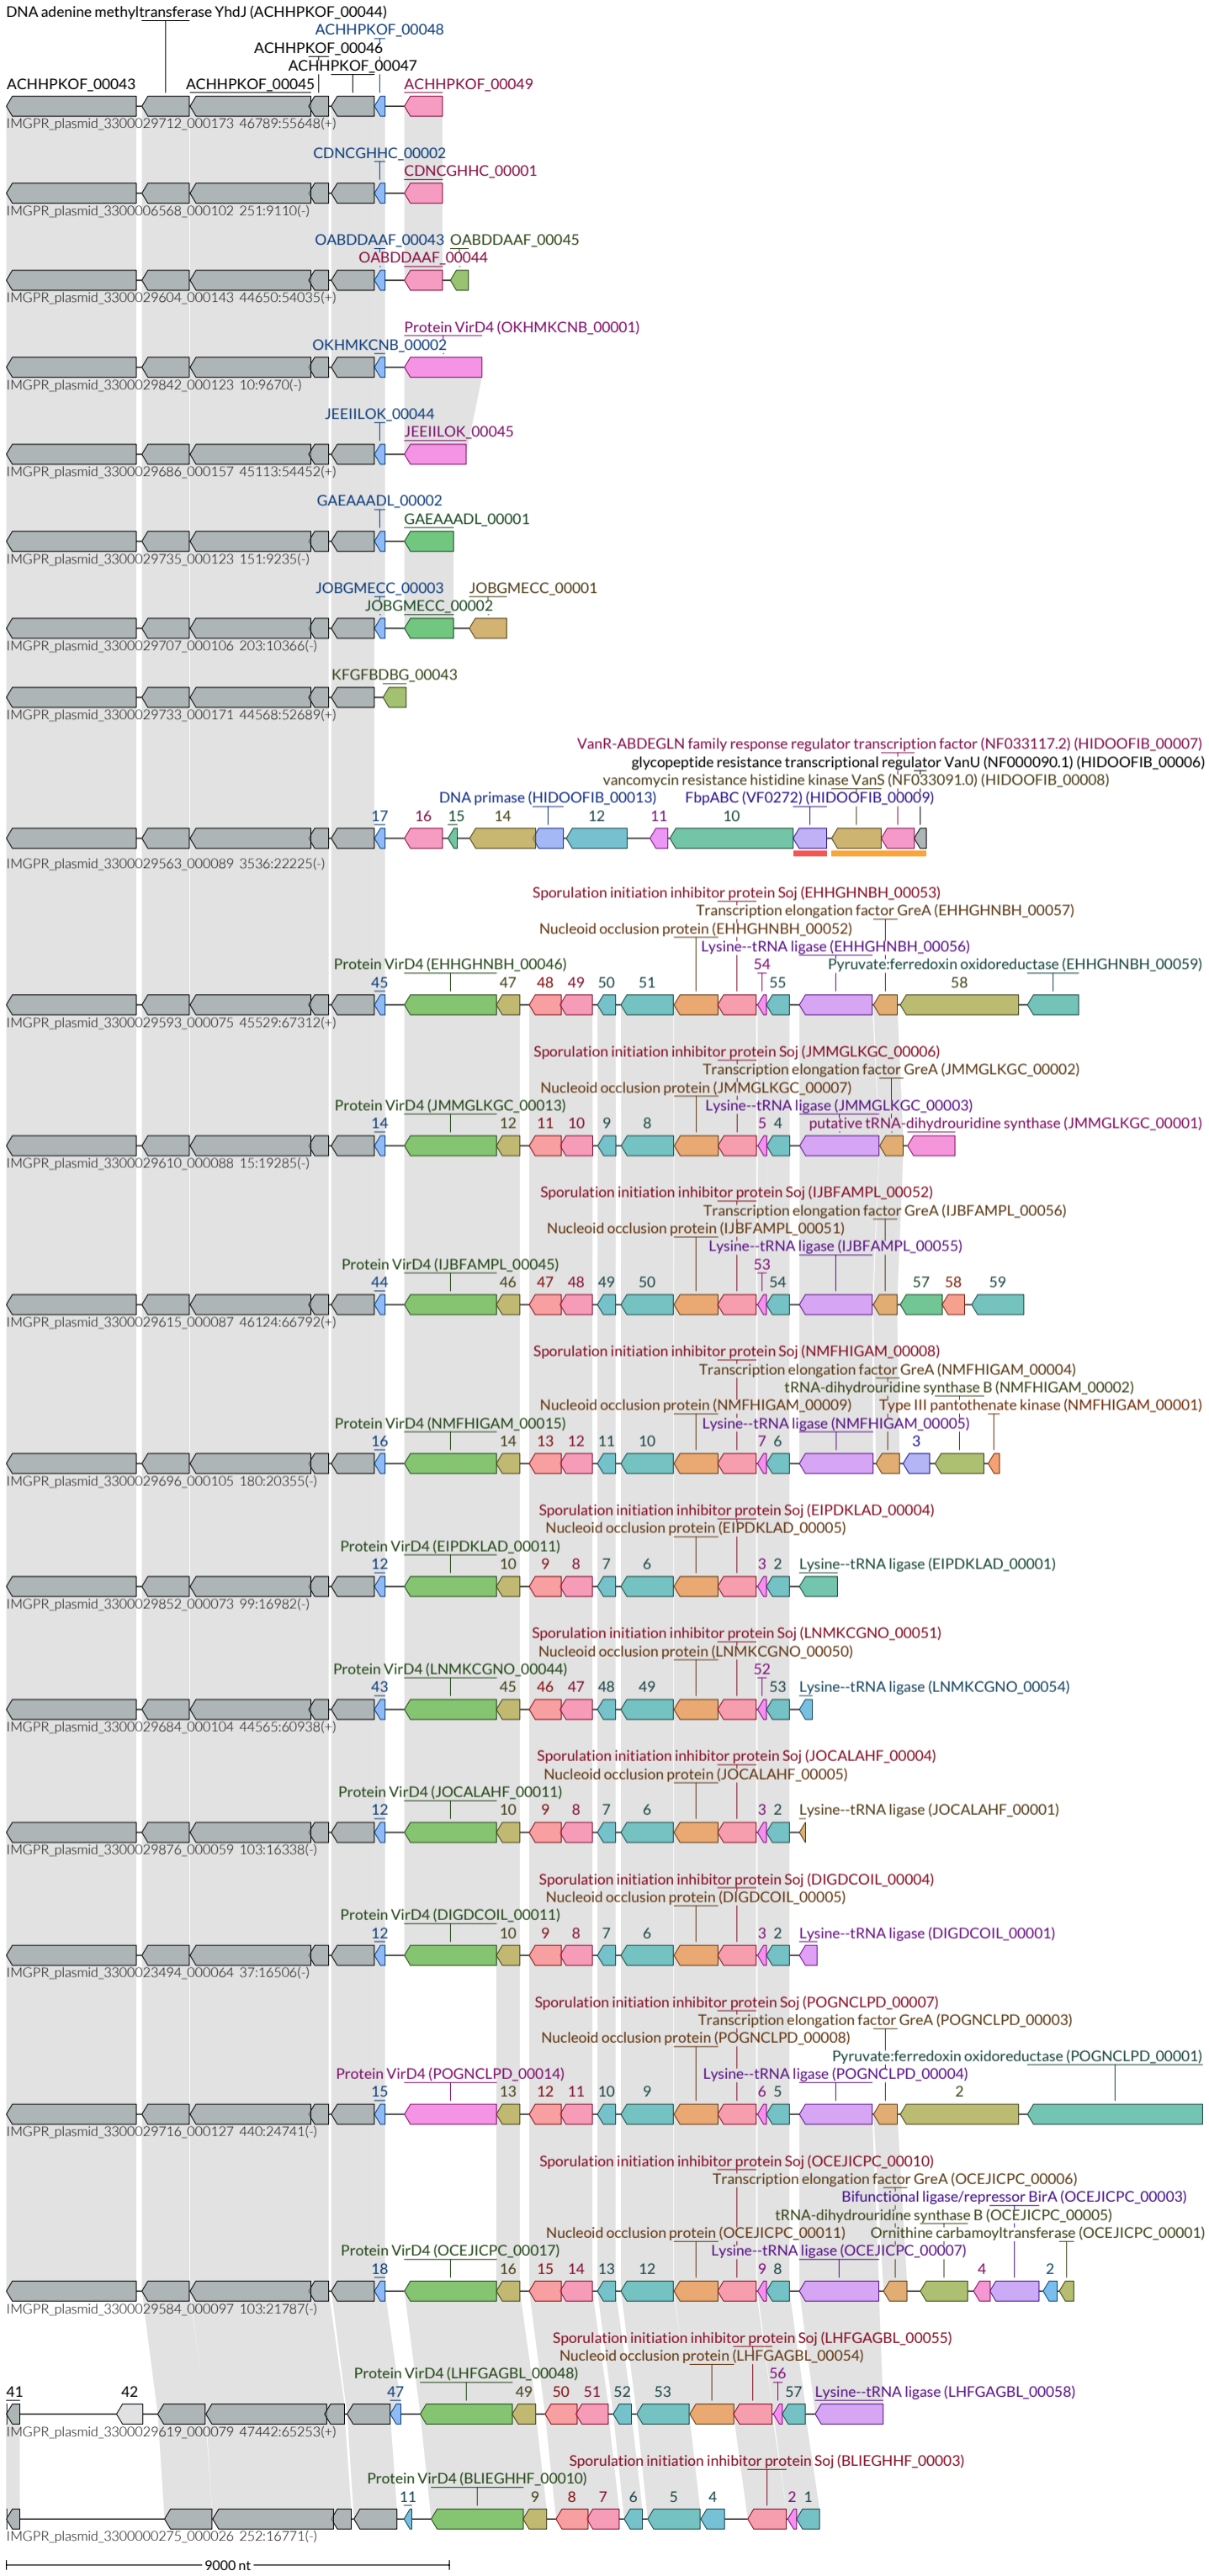 DNA adenine methyltransferase YhdJ (ACHHPKOF_00044)
ACHHPKOF_00048
ACHHPKOF_00046
ACHHPKOF_00047
ACHHPKOF_00043 ACHHPKOF_00045 ACHHPKOF_00049
IMGPR_plasmid_3300029712_000173 46789:55648(+)
CDNCGHHC_00002
CDNCGHHC_00001
IMGPR_plasmid_3300006568_000102 251:9110(-)
OABDDAAF_00043 OABDDAAF_00045
OABDDAAF_00044
IMGPR_plasmid_3300029604_000143 44650:54035(+)
Protein VirD4 (OKHMKCNB_00001)
OKHMKCNB_00002
IMGPR_plasmid_3300029842_000123 10:9670(-)
JEEIILOK_00044
JEEIILOK_00045
IMGPR_plasmid_3300029686_000157 45113:54452(+)
GAEAAADL_00002
GAEAAADL_00001
IMGPR_plasmid_3300029735_000123 151:9235(-)
JOBGMECC_00003 JOBGMECC_00001
JOBGMECC_00002
IMGPR_plasmid_3300029707_000106 203:10366(-)
KFGFBDBG_00043
IMGPR_plasmid_3300029733_000171 44568:52689(+)
VanR-ABDEGLN family response regulator transcription factor (NF033117.2) (HIDOOFIB_00007)
glycopeptide resistance transcriptional regulator VanU (NF000090.1) (HIDOOFIB_00006)
vancomycin resistance histidine kinase VanS (NF033091.0) (HIDOOFIB_00008)
DNA primase (HIDOOFIB_00013) FbpABC (VF0272) (HIDOOFIB_00009)
17 16 15 14 12 11 10
IMGPR_plasmid_3300029563_000089 3536:22225(-)
Sporulation initiation inhibitor protein Soj (EHHGHNBH_00053)
Transcription elongation factor GreA (EHHGHNBH_00057)
Nucleoid occlusion protein (EHHGHNBH_00052)
Lysine--tRNA ligase (EHHGHNBH_00056)
Protein VirD4 (EHHGHNBH_00046) 54 Pyruvate:ferredoxin oxidoreductase (EHHGHNBH_00059)
45 47 48 49 50 51 55 58
IMGPR_plasmid_3300029593_000075 45529:67312(+)
Sporulation initiation inhibitor protein Soj (JMMGLKGC_00006)
Transcription elongation factor GreA (JMMGLKGC_00002)
Nucleoid occlusion protein (JMMGLKGC_00007)
Protein VirD4 (JMMGLKGC_00013) Lysine--tRNA ligase (JMMGLKGC_00003)
14 12 11 10 9 8 5 4 putative tRNA-dihydrouridine synthase (JMMGLKGC_00001)
IMGPR_plasmid_3300029610_000088 15:19285(-)
Sporulation initiation inhibitor protein Soj (IJBFAMPL_00052)
Transcription elongation factor GreA (IJBFAMPL_00056)
Nucleoid occlusion protein (IJBFAMPL_00051)
Lysine--tRNA ligase (IJBFAMPL_00055)
Protein VirD4 (IJBFAMPL_00045) 53
44 46 47 48 49 50 54 57 58 59
IMGPR_plasmid_3300029615_000087 46124:66792(+)
Sporulation initiation inhibitor protein Soj (NMFHIGAM_00008)
Transcription elongation factor GreA (NMFHIGAM_00004)
tRNA-dihydrouridine synthase B (NMFHIGAM_00002)
Nucleoid occlusion protein (NMFHIGAM_00009) Type III pantothenate kinase (NMFHIGAM_00001)
Protein VirD4 (NMFHIGAM_00015) Lysine--tRNA ligase (NMFHIGAM_00005)
16 14 13 12 11 10 7 6 3
IMGPR_plasmid_3300029696_000105 180:20355(-)
Sporulation initiation inhibitor protein Soj (EIPDKLAD_00004)
Nucleoid occlusion protein (EIPDKLAD_00005)
Protein VirD4 (EIPDKLAD_00011)
12 10 9 8 7 6 3 2 Lysine--tRNA ligase (EIPDKLAD_00001)
IMGPR_plasmid_3300029852_000073 99:16982(-)
Sporulation initiation inhibitor protein Soj (LNMKCGNO_00051)
Nucleoid occlusion protein (LNMKCGNO_00050)
Protein VirD4 (LNMKCGNO_00044) 52
43 45 46 47 48 49 53 Lysine--tRNA ligase (LNMKCGNO_00054)
IMGPR_plasmid_3300029684_000104 44565:60938(+)
Sporulation initiation inhibitor protein Soj (JOCALAHF_00004)
Nucleoid occlusion protein (JOCALAHF_00005)
Protein VirD4 (JOCALAHF_00011)
12 10 9 8 7 6 3 2 Lysine--tRNA ligase (JOCALAHF_00001)
IMGPR_plasmid_3300029876_000059 103:16338(-)
Sporulation initiation inhibitor protein Soj (DIGDCOIL_00004)
Nucleoid occlusion protein (DIGDCOIL_00005)
Protein VirD4 (DIGDCOIL_00011)
12 10 9 8 7 6 3 2 Lysine--tRNA ligase (DIGDCOIL_00001)
IMGPR_plasmid_3300023494_000064 37:16506(-)
Sporulation initiation inhibitor protein Soj (POGNCLPD_00007)
Transcription elongation factor GreA (POGNCLPD_00003)
Nucleoid occlusion protein (POGNCLPD_00008)
Pyruvate:ferredoxin oxidoreductase (POGNCLPD_00001)
Protein VirD4 (POGNCLPD_00014) Lysine--tRNA ligase (POGNCLPD_00004)
15 13 12 11 10 9 6 5 2
IMGPR_plasmid_3300029716_000127 440:24741(-)
Sporulation initiation inhibitor protein Soj (OCEJICPC_00010)
Transcription elongation factor GreA (OCEJICPC_00006)
Bifunctional ligase/repressor BirA (OCEJICPC_00003)
tRNA-dihydrouridine synthase B (OCEJICPC_00005)
Nucleoid occlusion protein (OCEJICPC_00011) Ornithine carbamoyltransferase (OCEJICPC_00001)
Protein VirD4 (OCEJICPC_00017) Lysine--tRNA ligase (OCEJICPC_00007)
18 16 15 14 13 12 9 8 4 2
IMGPR_plasmid_3300029584_000097 103:21787(-)
Sporulation initiation inhibitor protein Soj (LHFGAGBL_00055)
Nucleoid occlusion protein (LHFGAGBL_00054)
Protein VirD4 (LHFGAGBL_00048) 56
41 42 47 49 50 51 52 53 57 Lysine--tRNA ligase (LHFGAGBL_00058)
IMGPR_plasmid_3300029619_000079 47442:65253(+)
Sporulation initiation inhibitor protein Soj (BLIEGHHF_00003)
Protein VirD4 (BLIEGHHF_00010)
11 9 8 7 6 5 4 2 1
IMGPR_plasmid_3300000275_000026 252:16771(-)
9000 nt